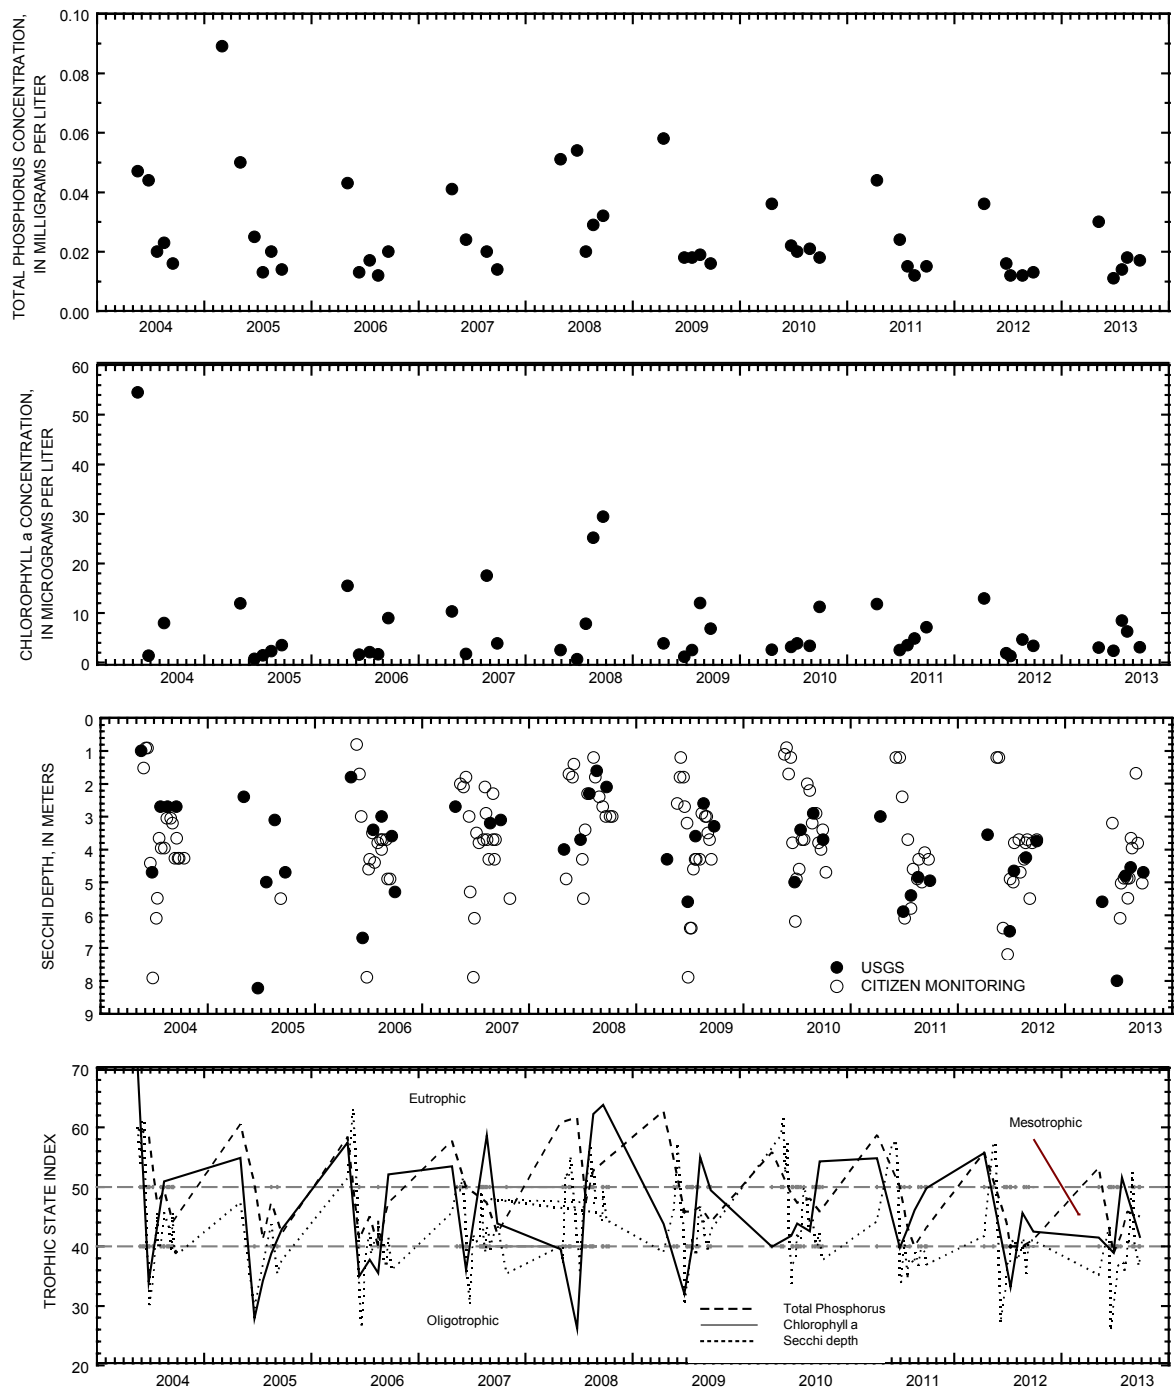 TOTAL PHOSPHORUS CONCENTRATION,
IN MILLIGRAMS PER LITER
0.10
0.08
0.06
0.04
0.02
0.00
2004 2005 2006 2007 2008 2009 2010 2011 2012 2013
CHLOROPHYLL a CONCENTRATION,
IN MICROGRAMS PER LITER
60
50
40
30
20
10
0
2004 2005 2006 2007 2008 2009 2010 2011 2012 2013
SECCHI DEPTH, IN METERS
0
1
2
3
4
5
6
7
8
9
USGS
CITIZEN MONITORING
2004 2005 2006 2007 2008 2009 2010 2011 2012 2013
TROPHIC STATE INDEX
70
60
50
40
30
20
Eutrophic
Mesotrophic
Oligotrophic
Total Phosphorus
Chlorophyll a
Secchi depth
2004 2005 2006 2007 2008 2009 2010 2011 2012 2013